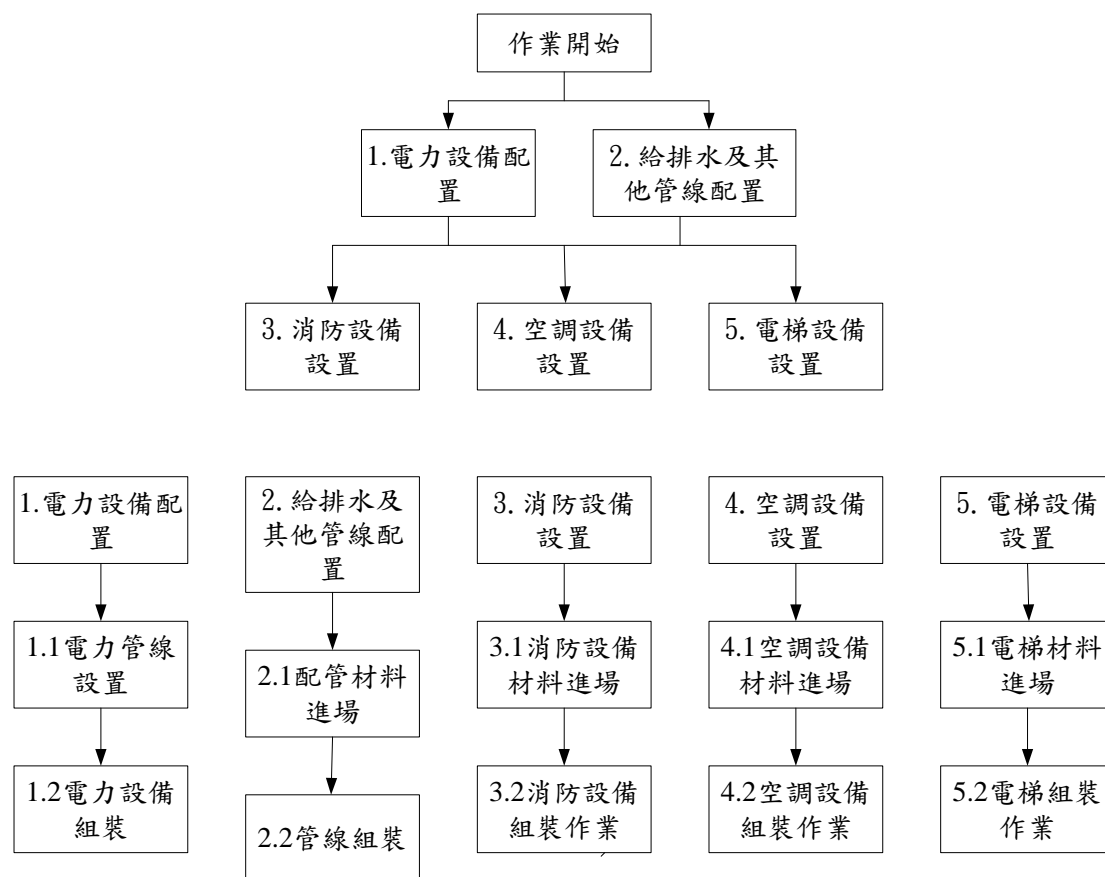 作業開始
1.電力設備配
置
2.給排水及其
他管線配置
3.消防設備
設置
4.空調設備
設置
5.電梯設備
設置
1.電力設備配
置
2.給排水及
其他管線配
置
3.消防設備
設置
4.空調設備
設置
5.電梯設備
設置
1.1電力管線
設置
2.1配管材料
進場
3.1消防設備
材料進場
4.1空調設備
材料進場
5.1電梯材料
進場
1.2電力設備
組裝
2.2管線組裝
3.2消防設備
組裝作業
4.2空調設備
組裝作業
5.2電梯組裝
作業